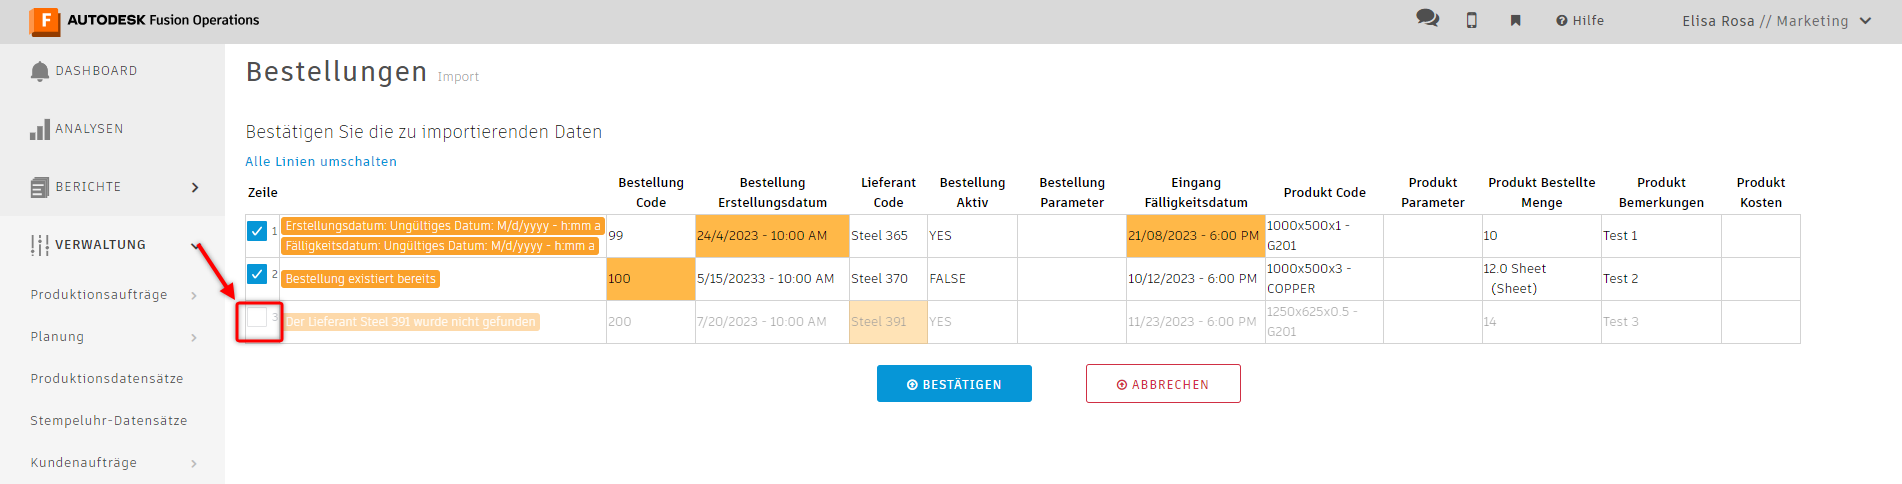 AUTODESK Fusion Operations
Hilfe
Elisa Rosa // Marketing
DASHBOARD
ANALYSEN
BERICHTE
VERWALTUNG
Produktionsaufträge
Planung
Produktionsdatensätze
Stempeluhr-Datensätze
Kundenaufträge
Bestellungen Import
Bestätigen Sie die zu importierenden Daten
Alle Linien umschalten
Zeile
Bestellung
Code
Bestellung
Erstellungsdatum
Lieferant
Code
Bestellung
Aktiv
Bestellung
Parameter
Eingang
Fälligkeitsdatum
Produkt Code
Produkt
Parameter
Produkt Bestellte
Menge
Produkt
Bemerkungen
Produkt
Kosten
1
Erstellungsdatum: Ungültiges Datum: M/d/yyyy - h:mm a
Fälligkeitsdatum: Ungültiges Datum: M/d/yyyy - h:mm a
99
24/4/2023 - 10:00 AM
Steel 365
YES
21/08/2023 - 6:00 PM
1000x500x1 -
G201
10
Test 1
2
Bestellung existiert bereits
100
5/15/20233 - 10:00 AM
Steel 370
FALSE
10/12/2023 - 6:00 PM
1000x500x3 -
COPPER
12.0 Sheet
(Sheet)
Test 2
3
Der Lieferant Steel 391 wurde nicht gefunden
200
7/20/2023 - 10:00 AM
Steel 391
YES
11/23/2023 - 6:00 PM
1250x625x0.5 -
G201
14
Test 3
BESTÄTIGEN
ABBRECHEN